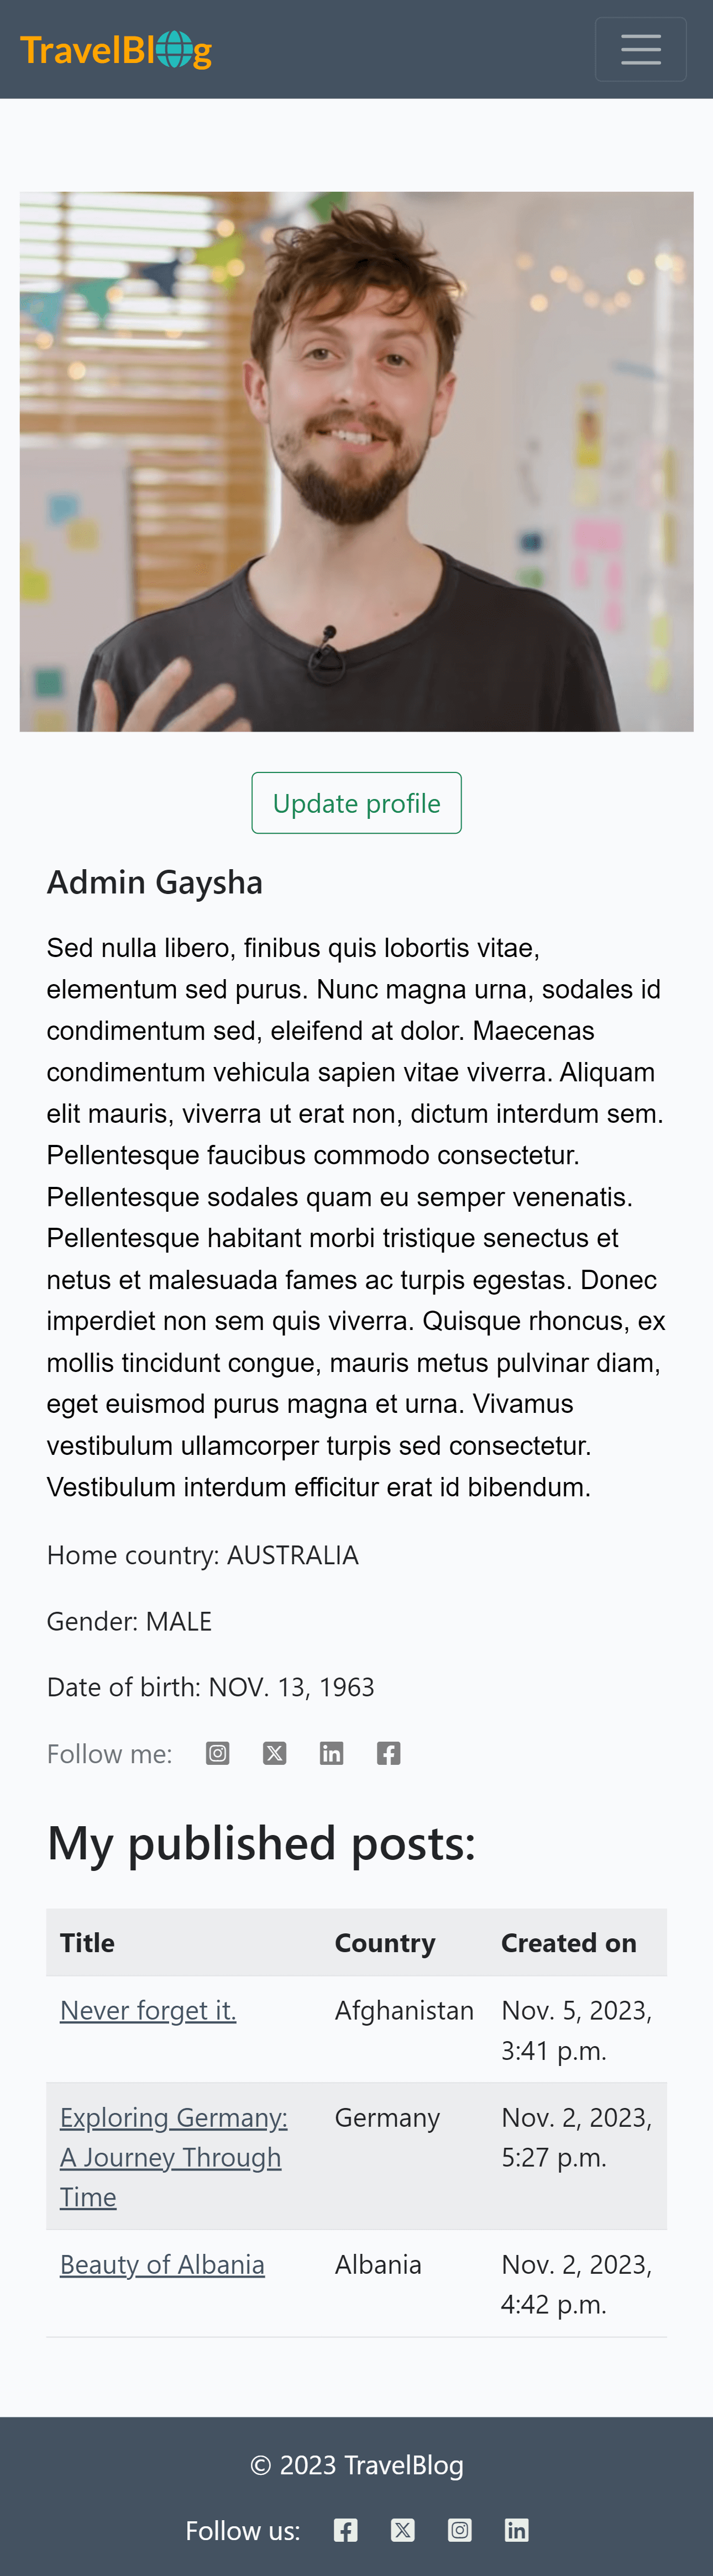 TravelBlog
Update profile
Admin Gaysha
Sed nulla libero, finibus quis lobortis vitae,
elementum sed purus. Nunc magna urna, sodales id
condimentum sed, eleifend at dolor. Maecenas
condimentum vehicula sapien vitae viverra. Aliquam
elit mauris, viverra ut erat non, dictum interdum sem.
Pellentesque faucibus commodo consectetur.
Pellentesque sodales quam eu semper venenatis.
Pellentesque habitant morbi tristique senectus et
netus et malesuada fames ac turpis egestas. Donec
imperdiet non sem quis viverra. Quisque rhoncus, ex
mollis tincidunt congue, mauris metus pulvinar diam,
eget euismod purus magna et urna. Vivamus
vestibulum ullamcorper turpis sed consectetur.
Vestibulum interdum efficitur erat id bibendum.
Home country: AUSTRALIA
Gender: MALE
Date of birth: NOV. 13, 1963
Follow me:
My published posts:
Title Country Created on
Never forget it. Afghanistan Nov. 5, 2023,
3:41 p.m.
Exploring Germany: Germany Nov. 2, 2023,
A Journey Through 5:27 p.m.
Time
Beauty of Albania Albania Nov. 2, 2023,
4:42 p.m.
© 2023 TravelBlog
Follow us: